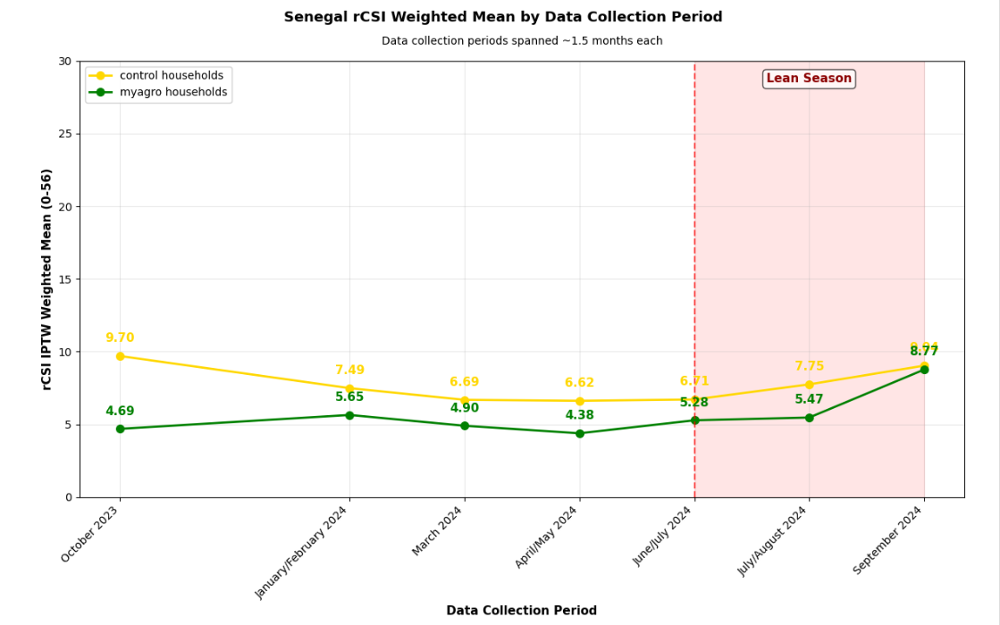 Senegal rCSI Weighted Mean by Data Collection Period
Data collection periods spanned ~1.5 months each
control households
myagro households
Lean Season
rCSI IPTW Weighted Mean (0-56)
30
25
20
15
10
5
0
9.70
7.49
6.69
6.62
6.71
7.75
4.69
5.65
4.90
4.38
5.28
5.47
8.77
October 2023
January/February 2024
March 2024
April/May 2024
June/July 2024
July/August 2024
September 2024
Data Collection Period